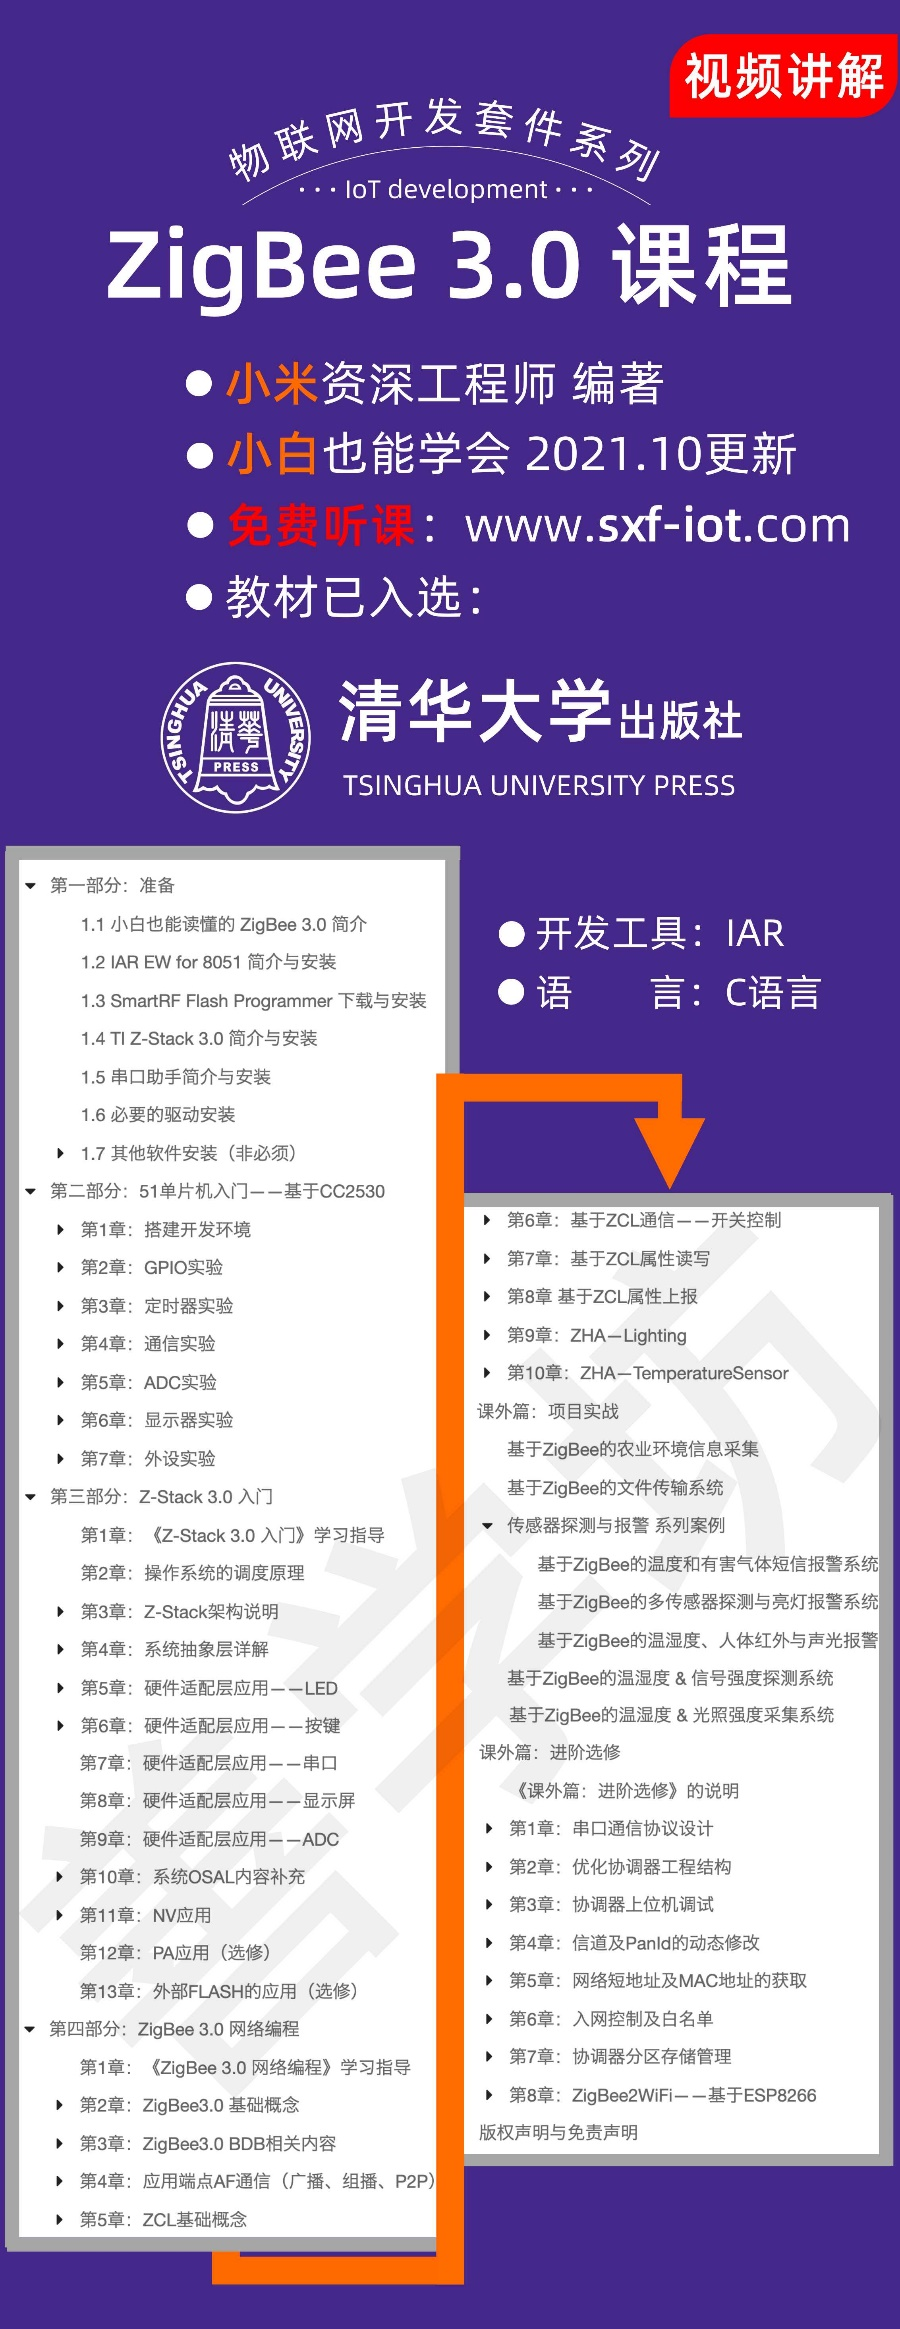 视频讲解
物联网开发套件系列
···IoT development···
ZigBee 3.0 课程
● 小米资深工程师 编著
● 小白也能学会 2021.10更新
● 免费听课：www.sxf-iot.com
● 教材已入选：
TSINGHUA UNIVERSITY
清華
PRESS
清华大学出版社
TSINGHUA UNIVERSITY PRESS
第一部分：准备
1.1 小白也能读懂的 ZigBee 3.0 简介
1.2 IAR EW for 8051 简介与安装
1.3 SmartRF Flash Programmer 下载与安装
1.4 TI Z-Stack 3.0 简介与安装
1.5 串口助手简介与安装
1.6 必要的驱动安装
1.7 其他软件安装（非必须）
第二部分：51单片机入门——基于CC2530
第1章：搭建开发环境
第2章：GPIO实验
第3章：定时器实验
第4章：通信实验
第5章：ADC实验
第6章：显示器实验
第7章：外设实验
第三部分：Z-Stack 3.0 入门
第1章：《Z-Stack 3.0 入门》学习指导
第2章：操作系统的调度原理
第3章：Z-Stack架构说明
第4章：系统抽象层详解
第5章：硬件适配层应用——LED
第6章：硬件适配层应用——按键
第7章：硬件适配层应用——串口
第8章：硬件适配层应用——显示屏
第9章：硬件适配层应用——ADC
第10章：系统OSAL内容补充
第11章：NV应用
第12章：PA应用（选修）
第13章：外部FLASH的应用（选修）
第四部分：ZigBee 3.0 网络编程
第1章：《ZigBee 3.0 网络编程》学习指导
第2章：ZigBee3.0 基础概念
第3章：ZigBee3.0 BDB相关内容
第4章：应用端点AF通信（广播、组播、P2P）
第5章：ZCL基础概念
● 开发工具：IAR
● 语　　言：C语言
第6章：基于ZCL通信——开关控制
第7章：基于ZCL属性读写
第8章 基于ZCL属性上报
第9章：ZHA—Lighting
第10章：ZHA—TemperatureSensor
课外篇：项目实战
基于ZigBee的农业环境信息采集
基于ZigBee的文件传输系统
传感器探测与报警 系列案例
基于ZigBee的温度和有害气体短信报警系统
基于ZigBee的多传感器探测与亮灯报警系统
基于ZigBee的温湿度、人体红外与声光报警
基于ZigBee的温湿度 & 信号强度探测系统
基于ZigBee的温湿度 & 光照强度采集系统
课外篇：进阶选修
《课外篇：进阶选修》的说明
第1章：串口通信协议设计
第2章：优化协调器工程结构
第3章：协调器上位机调试
第4章：信道及PanId的动态修改
第5章：网络短地址及MAC地址的获取
第6章：入网控制及白名单
第7章：协调器分区存储管理
第8章：ZigBee2WiFi——基于ESP8266
版权声明与免责声明
善学坊